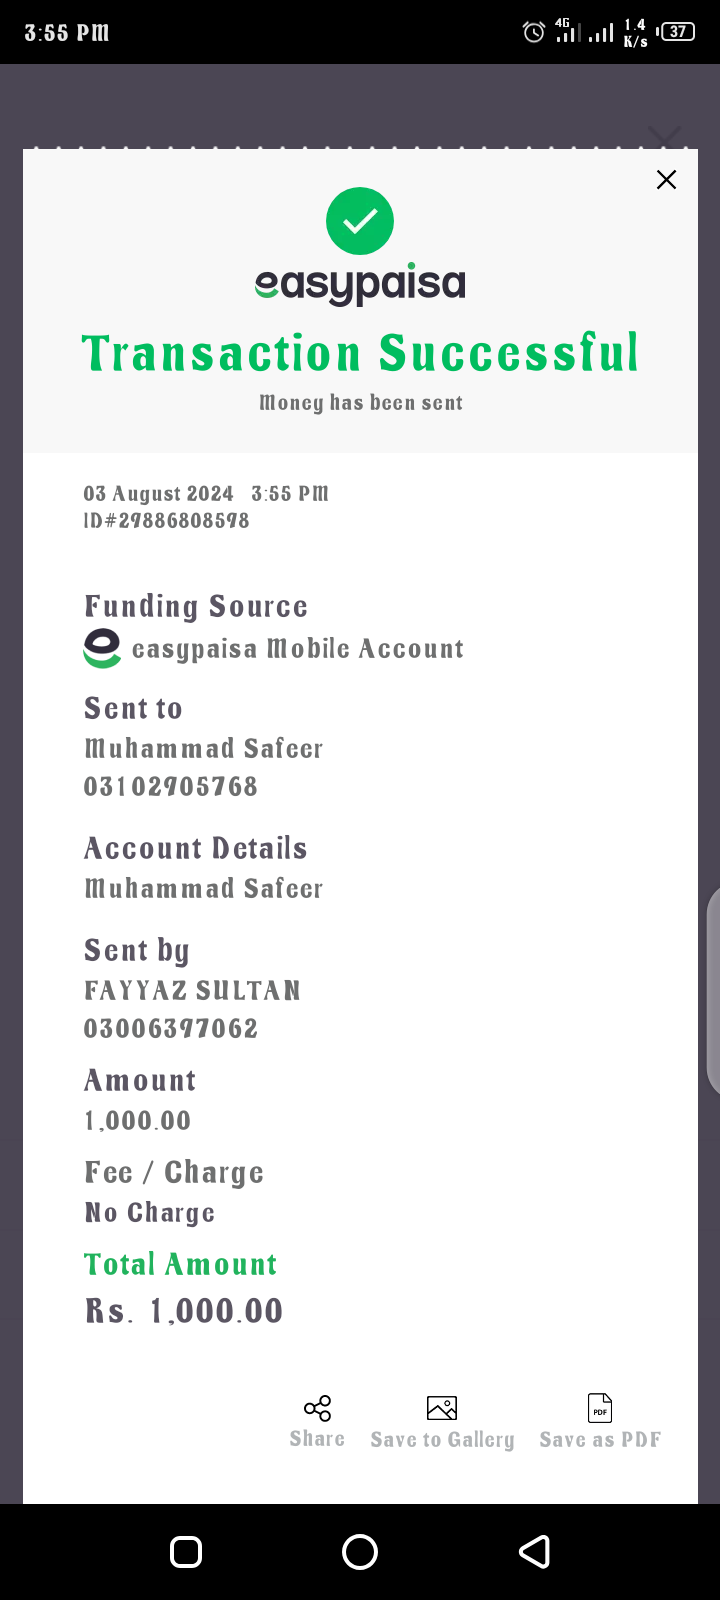 3:55 PM
4G
1.4
K/s
37
easypaisa
Transaction Successful
Money has been sent
03 August 2024 3:55 PM
ID#29886808598
Funding Source
easypaisa Mobile Account
Sent to
Muhammad Safeer
03102905768
Account Details
Muhammad Safeer
Sent by
FAYYAZ SULTAN
03006397062
Amount
1,000.00
Fee / Charge
No Charge
Total Amount
Rs. 1,000.00
PDF
Share
Save to Gallery
Save as PDF